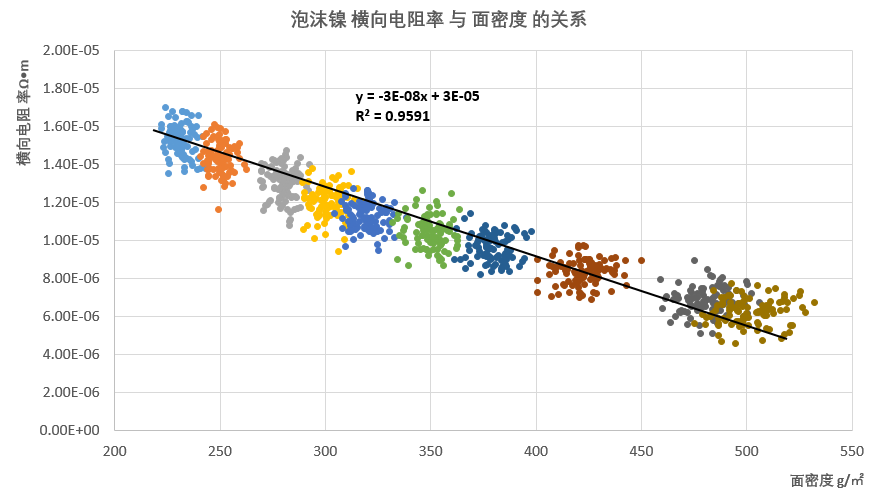 泡沫镍 横向电阻率 与 面密度 的关系
横向电阻 率Ω•m
2.00E-05
1.80E-05
1.60E-05
1.40E-05
1.20E-05
1.00E-05
8.00E-06
6.00E-06
4.00E-06
2.00E-06
0.00E+00
y = -3E-08x + 3E-05
R² = 0.9591
200 250 300 350 400 450 500 550
面密度 g/㎡